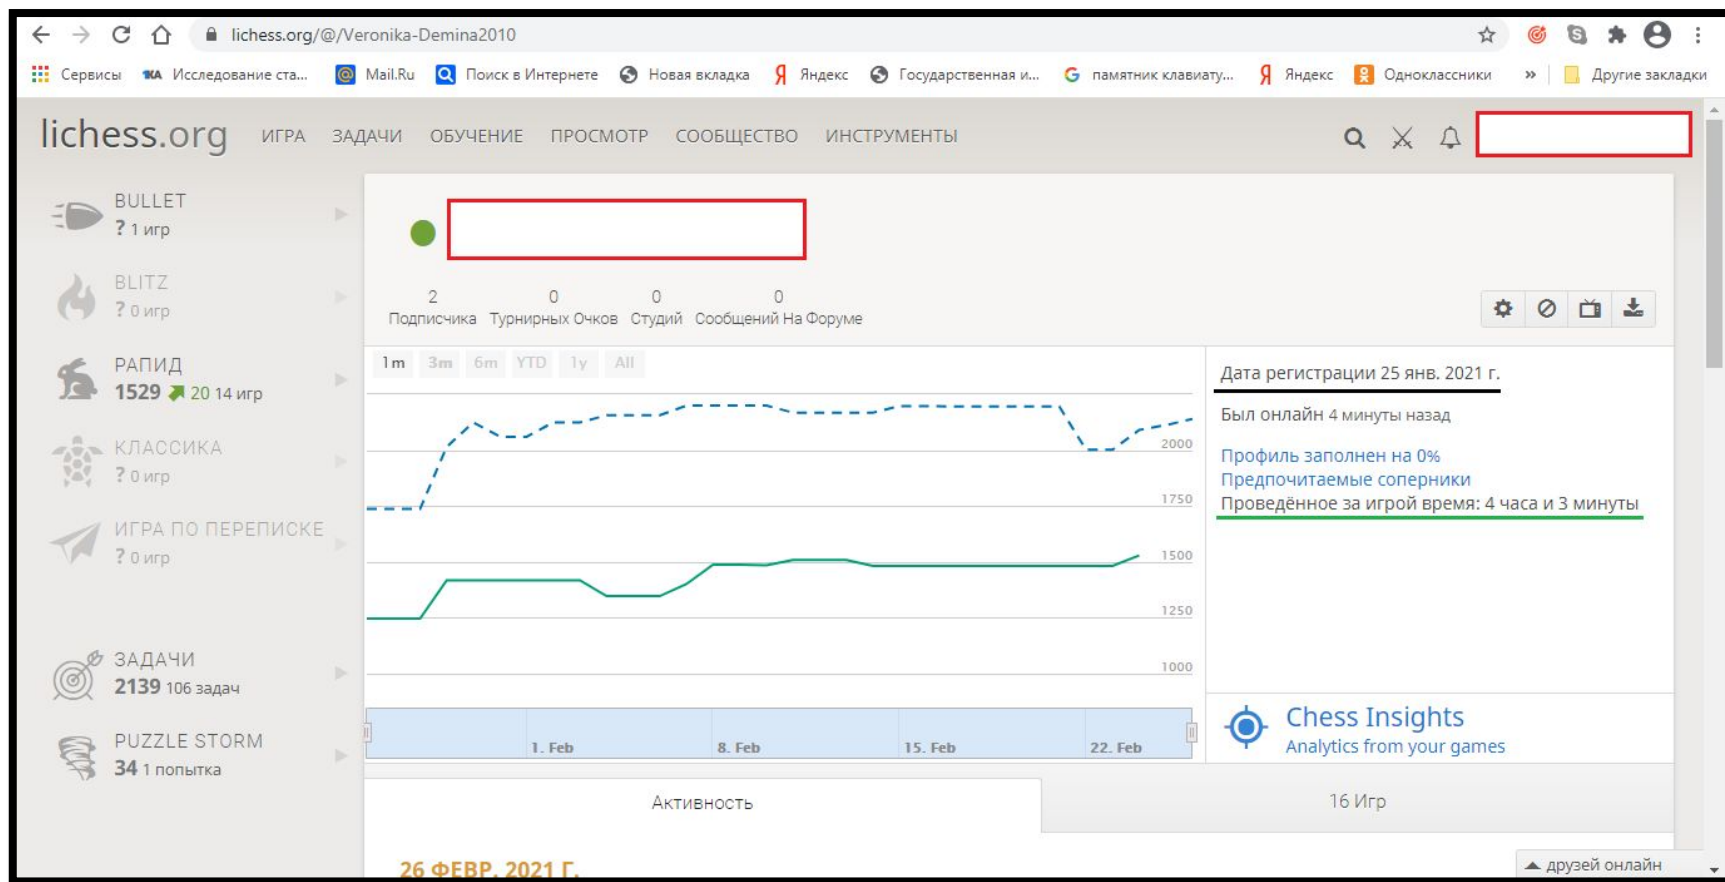 lichess.org/@/Veronika-Demina2010
Сервисы Исследование ста... Mail.Ru Поиск в Интернете Новая вкладка Яндекс Государственная и... памятник клавиату... Яндекс Одноклассники » Другие закладки
lichess.org ИГРА ЗАДАЧИ ОБУЧЕНИЕ ПРОСМОТР СООБЩЕСТВО ИНСТРУМЕНТЫ
BULLET
? 1 игр
BLITZ
? 0 игр
РАПИД
1529 20 14 игр
КЛАССИКА
? 0 игр
ИГРА ПО ПЕРЕПИСКЕ
? 0 игр
ЗАДАЧИ
2139 106 задач
PUZZLE STORM
34 1 попытка
2 0 0 0
Подписчика Турнирных Очков Студий Сообщений На Форуме
1m 3m 6m YTD 1y All
2000
1750
1500
1250
1000
1. Feb 8. Feb 15. Feb 22. Feb
Дата регистрации 25 янв. 2021 г.
Был онлайн 4 минуты назад
Профиль заполнен на 0%
Предпочитаемые соперники
Проведённое за игрой время: 4 часа и 3 минуты
Chess Insights
Analytics from your games
Активность 16 Игр
26 ФЕВР. 2021 Г.
друзей онлайн